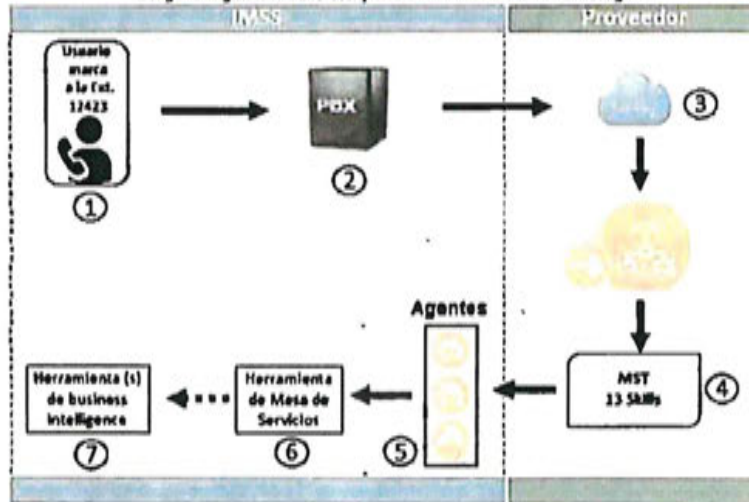 IMSS
Proveedor
Usuario
marca
a la Ext.
12423
PBX
1
2
3
Agentes
MST
13 Skills
4
Herramienta (s)
de business
Intelligence
Herramienta
de Mesa de
Servicios
7
6
5